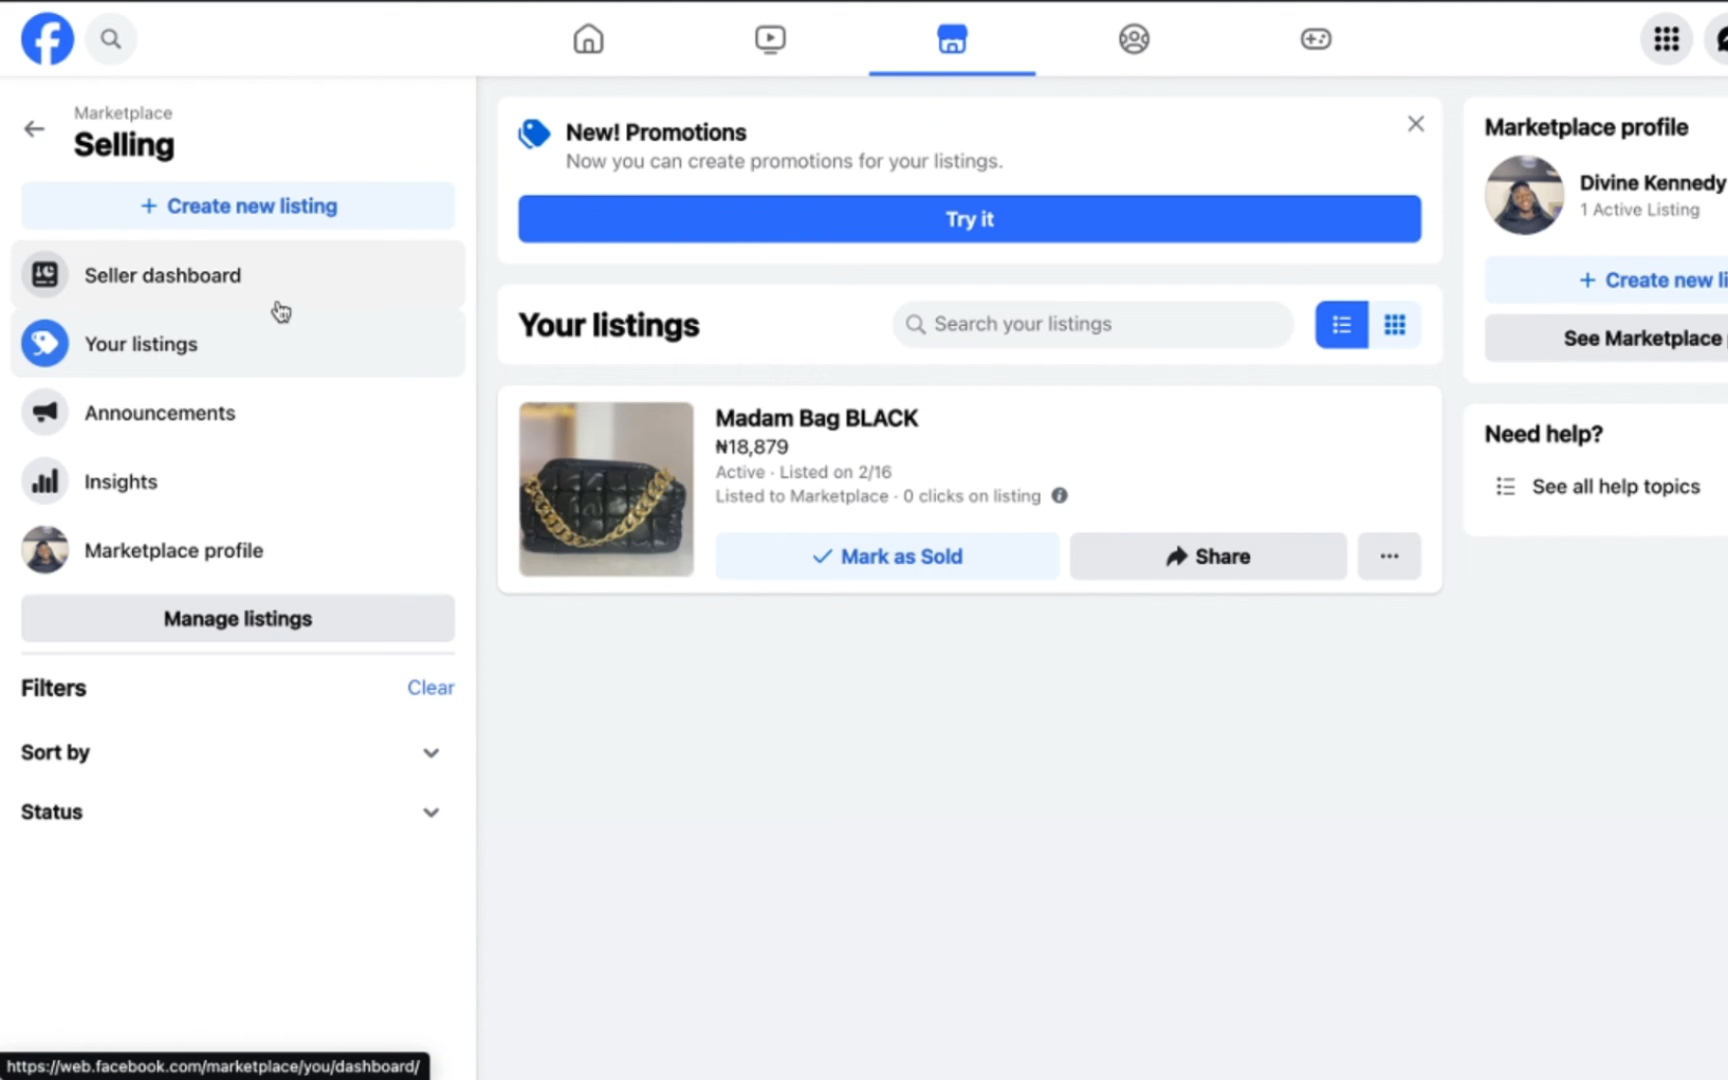 Marketplace
Selling
+ Create new listing
Seller dashboard
Your listings
Announcements
Insights
Marketplace profile
Manage listings
Filters
Clear
Sort by
Status
https://web.facebook.com/marketplace/you/dashboard/
New! Promotions
Now you can create promotions for your listings.
Try it
Your listings
Search your listings
Madam Bag BLACK
₦18,879
Active · Listed on 2/16
Listed to Marketplace · 0 clicks on listing
Mark as Sold
Share
Marketplace profile
Divine Kennedy
1 Active Listing
+ Create new li
See Marketplace
Need help?
See all help topics